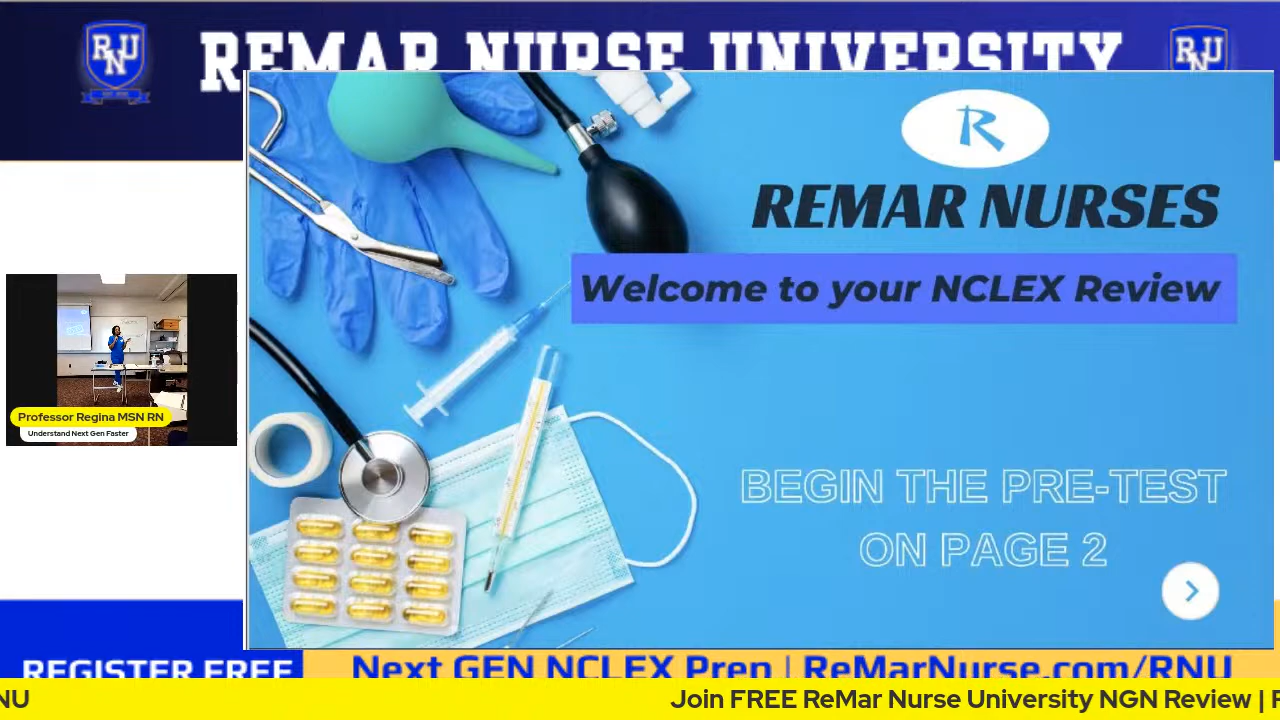 RNU
REMAR NURSE UNIVERSITY
RNU
R
REMAR NURSES
Welcome to your NCLEX Review
BEGIN THE PRE-TEST
ON PAGE 2
Professor Regina MSN RN
Understand Next Gen Faster
REGISTER FREE
Next GEN NCLEX Prep | ReMarNurse.com/RNU
NU
Join FREE ReMar Nurse University NGN Review |